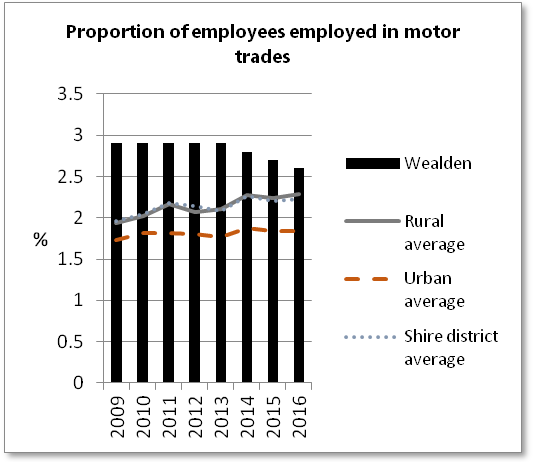 Proportion of employees employed in motor
trades
3.5
3
2.5
2
1.5
1
0.5
0
%
2009
2010
2011
2012
2013
2014
2015
2016
Wealden
Rural
average
Urban
average
Shire district
average